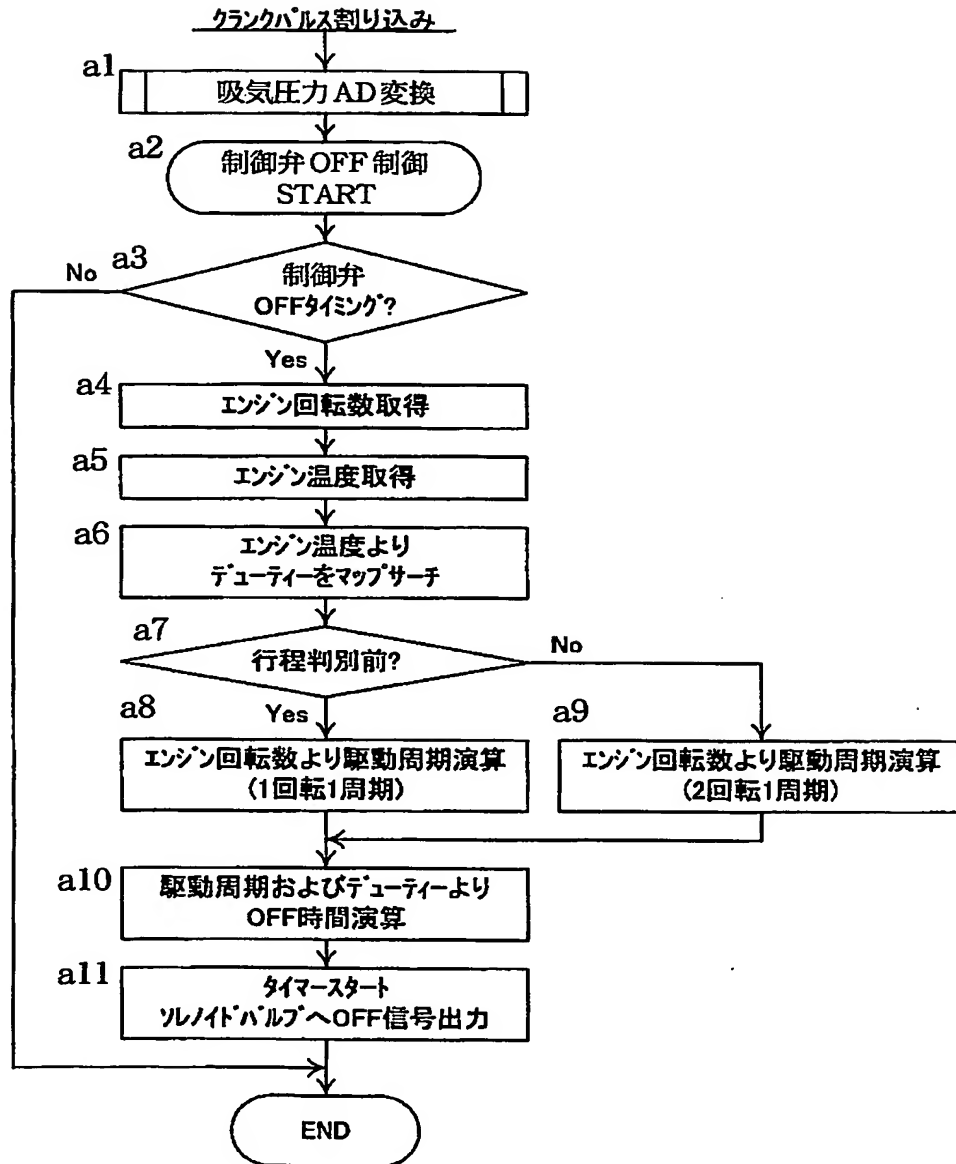 クランクパルス割り込み
a1
吸気圧力AD変換
a2
制御弁OFF制御
START
a3
No
制御弁
OFFタイミング?
Yes
a4
エンジン回転数取得
a5
エンジン温度取得
a6
エンジン温度より
デューティーをマップサーチ
a7
行程判別前?
No
a8
Yes
a9
エンジン回転数より駆動周期演算
(1回転1周期)
エンジン回転数より駆動周期演算
(2回転1周期)
a10
駆動周期およびデューティーより
OFF時間演算
a11
タイマースタート
ソレノイドバルブへOFF信号出力
END